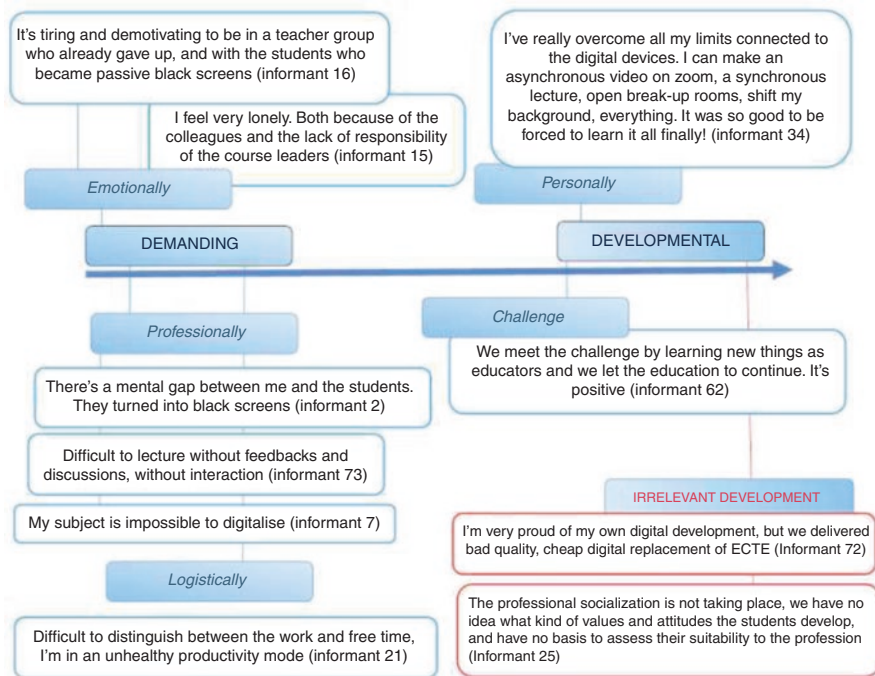 It's tiring and demotivating to be in a teacher group
who already gave up, and with the students who
became passive black screens (informant 16)
I feel very lonely. Both because of the
colleagues and the lack of responsibility
of the course leaders (informant 15)
Emotionally
DEMANDING
Professionally
There's a mental gap between me and the students.
They turned into black screens (informant 2)
Difficult to lecture without feedbacks and
discussions, without interaction (informant 73)
My subject is impossible to digitalise (informant 7)
Logistically
Difficult to distinguish between the work and free time,
I'm in an unhealthy productivity mode (informant 21)
I've really overcome all my limits connected to
the digital devices. I can make an
asynchronous video on zoom, a synchronous
lecture, open break-up rooms, shift my
background, everything. It was so good to be
forced to learn it all finally! (informant 34)
Personally
DEVELOPMENTAL
Challenge
We meet the challenge by learning new things as
educators and we let the education to continue. It's
positive (informant 62)
IRRELEVANT DEVELOPMENT
I'm very proud of my own digital development, but we delivered
bad quality, cheap digital replacement of ECTE (Informant 72)
The professional socialization is not taking place, we have no
idea what kind of values and attitudes the students develop,
and have no basis to assess their suitability to the profession
(Informant 25)